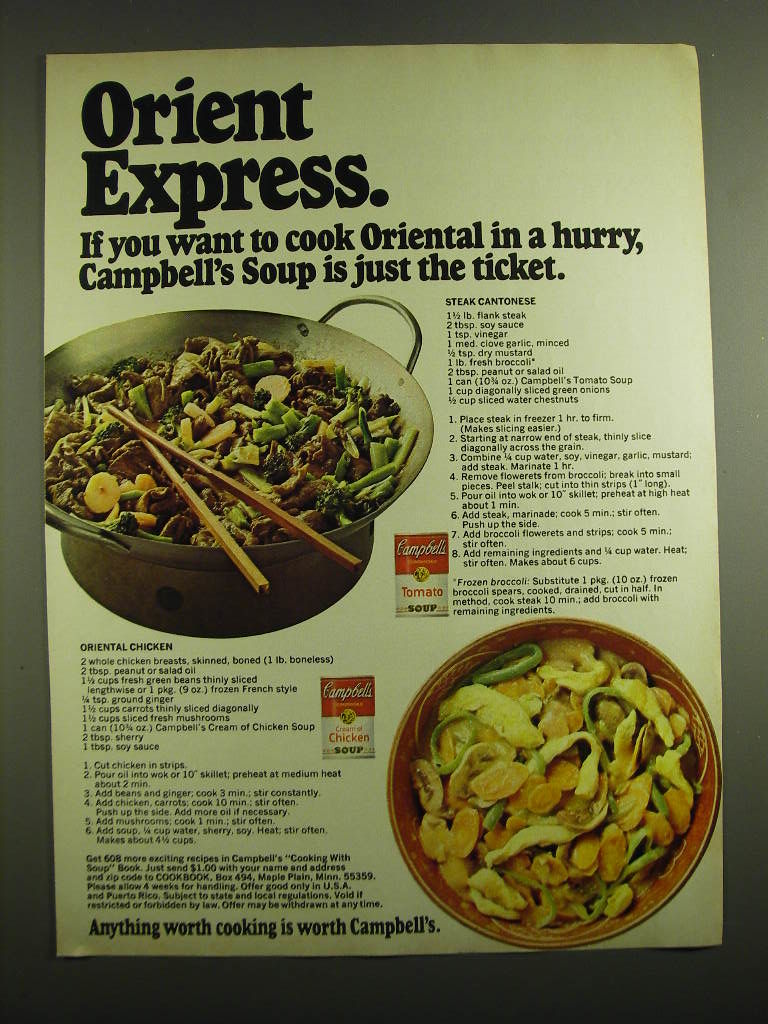 Orient
Express.
If you want to cook Oriental in a hurry,
Campbell's Soup is just the ticket.
STEAK CANTONESE
1½ lb. flank steak
2 tbsp. soy sauce
1 tsp. vinegar
1 med. clove garlic, minced
½ tsp. dry mustard
1 lb. fresh broccoli*
2 tbsp. peanut or salad oil
1 can (10¾ oz.) Campbell's Tomato Soup
1 cup diagonally sliced green onions
½ cup sliced water chestnuts
1. Place steak in freezer 1 hr. to firm.
(Makes slicing easier.)
2. Starting at narrow end of steak, thinly slice
diagonally across the grain.
3. Combine ¼ cup water, soy, vinegar, garlic, mustard;
add steak. Marinate 1 hr.
4. Remove flowerets from broccoli; break into small
pieces. Peel stalk; cut into thin strips (1" long).
5. Pour oil into wok or 10" skillet; preheat at high heat
about 1 min.
6. Add steak, marinade; cook 5 min.; stir often.
Push up the side.
7. Add broccoli flowerets and strips; cook 5 min.;
stir often.
8. Add remaining ingredients and ¼ cup water. Heat;
stir often. Makes about 6 cups.
*Frozen broccoli: Substitute 1 pkg. (10 oz.) frozen
broccoli spears, cooked, drained, cut in half. In
method, cook steak 10 min.; add broccoli with
remaining ingredients.
Campbell's
CONDENSED
Tomato
SOUP
ORIENTAL CHICKEN
2 whole chicken breasts, skinned, boned (1 lb. boneless)
2 tbsp. peanut or salad oil
1½ cups fresh green beans thinly sliced
lengthwise or 1 pkg. (9 oz.) frozen French style
¼ tsp. ground ginger
1½ cups carrots thinly sliced diagonally
1½ cups sliced fresh mushrooms
1 can (10¾ oz.) Campbell's Cream of Chicken Soup
2 tbsp. sherry
1 tbsp. soy sauce
1. Cut chicken in strips.
2. Pour oil into wok or 10" skillet; preheat at medium heat
about 2 min.
3. Add beans and ginger; cook 3 min.; stir constantly.
4. Add chicken, carrots; cook 10 min.; stir often.
Push up the side. Add more oil if necessary.
5. Add mushrooms; cook 1 min.; stir often.
6. Add soup, ¼ cup water, sherry, soy. Heat; stir often.
Makes about 4½ cups.
Campbell's
CONDENSED
Cream of
Chicken
SOUP
Get 608 more exciting recipes in Campbell's "Cooking With
Soup" Book. Just send $1.00 with your name and address
and zip code to COOKBOOK, Box 494, Maple Plain, Minn. 55359.
Please allow 4 weeks for handling. Offer good only in U.S.A.
and Puerto Rico. Subject to state and local regulations. Void if
restricted or forbidden by law. Offer may be withdrawn at any time.
Anything worth cooking is worth Campbell's.